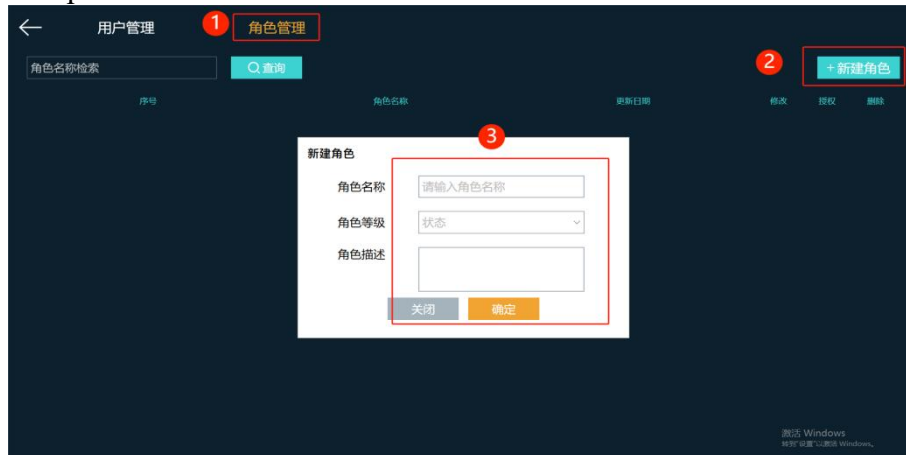 用户管理 1 角色管理
角色名称检索 查询 2 +新建角色
序号 角色名称 更新日期 修改 授权 删除
3
新建角色
角色名称 请输入角色名称
角色等级 状态
角色描述
关闭 确定
激活 Windows
转到"设置"以激活 Windows。